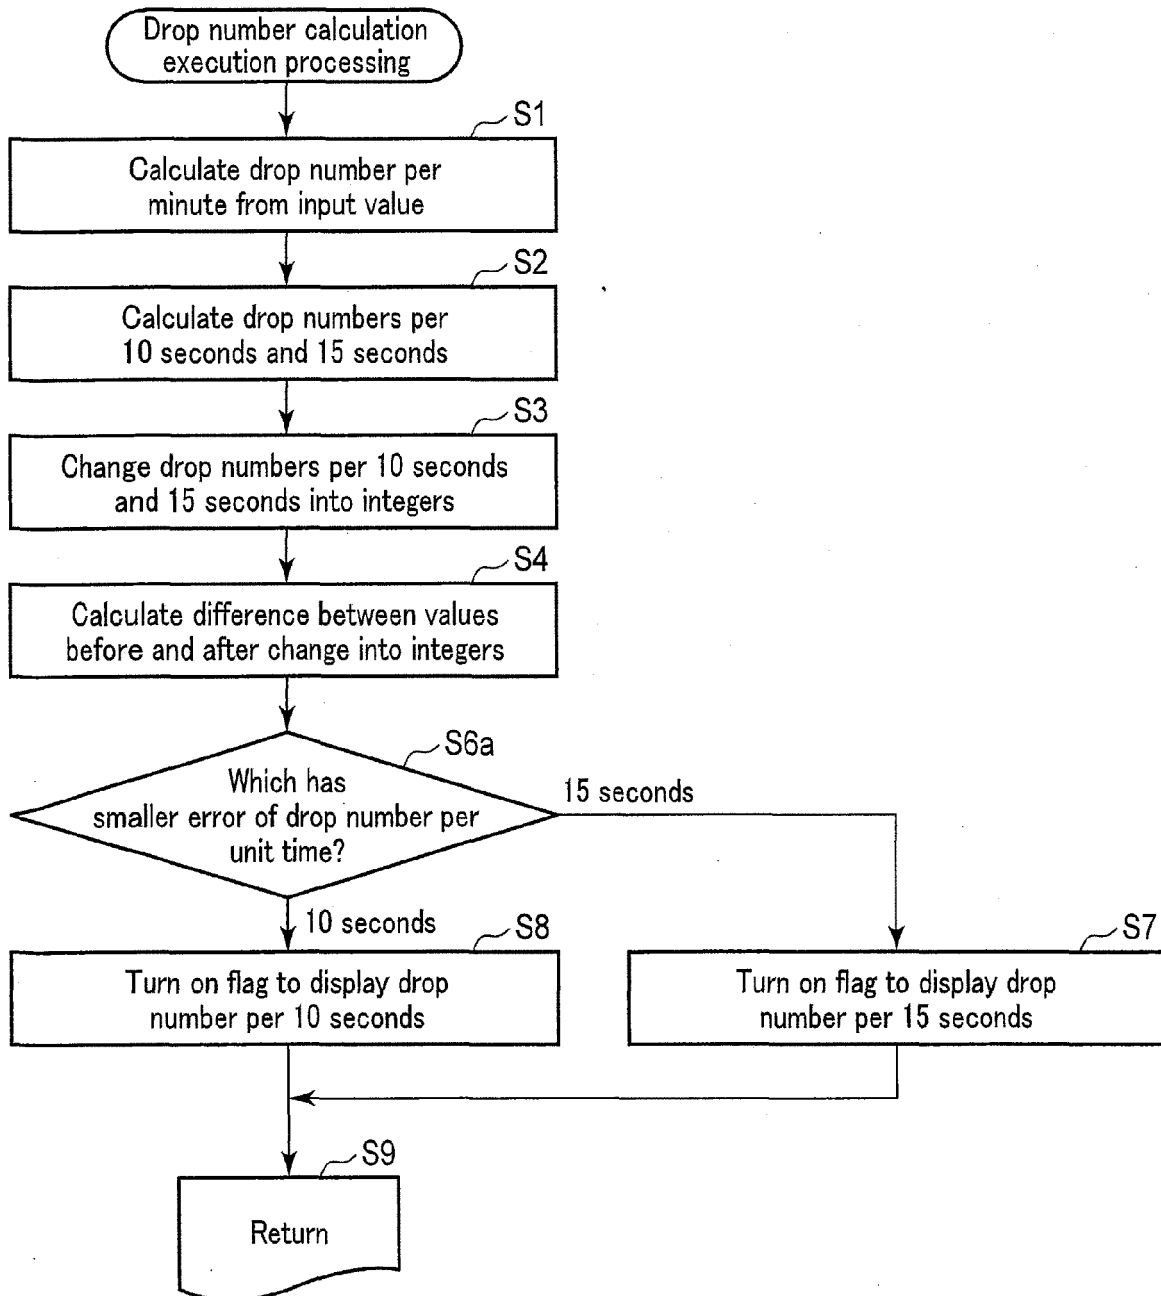 Drop number calculation
execution processing
S1
Calculate drop number per
minute from input value
S2
Calculate drop numbers per
10 seconds and 15 seconds
S3
Change drop numbers per 10 seconds
and 15 seconds into integers
S4
Calculate difference between values
before and after change into integers
S6a
Which has
smaller error of drop number per
unit time?
15 seconds
10 seconds
S8
Turn on flag to display drop
number per 10 seconds
S7
Turn on flag to display drop
number per 15 seconds
S9
Return